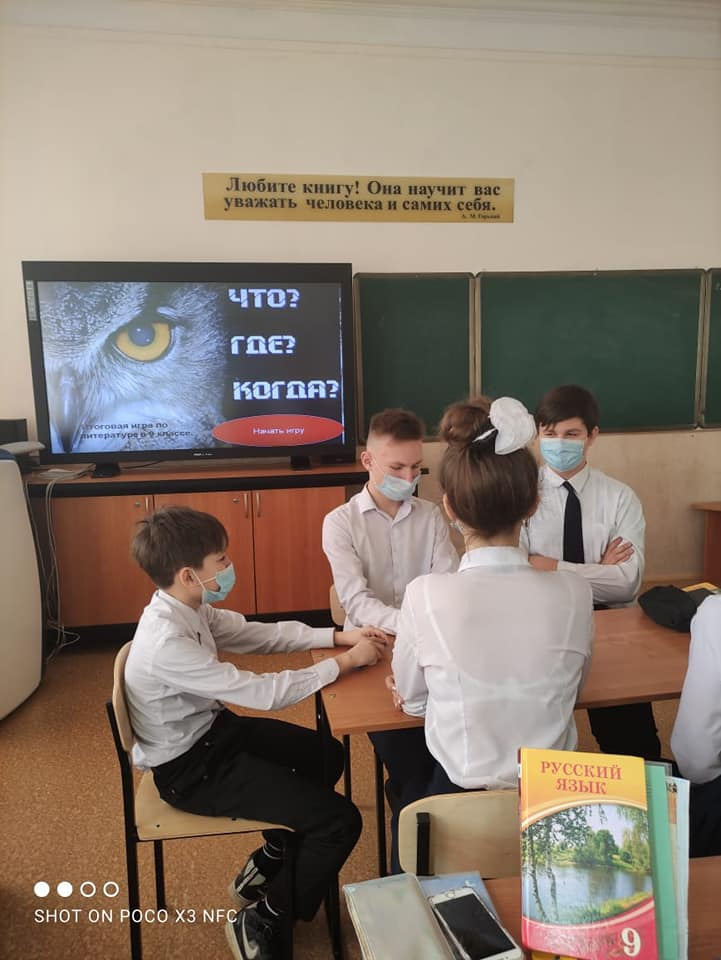 Любите книгу! Она научит вас
уважать человека и самих себя.
А. М. Горький
ЧТО?
ГДЕ?
КОГДА?
Итоговая игра по
литературе в 9 классе.
Начать игру
РУССКИЙ
ЯЗЫК
9
SHOT ON POCO X3 NFC